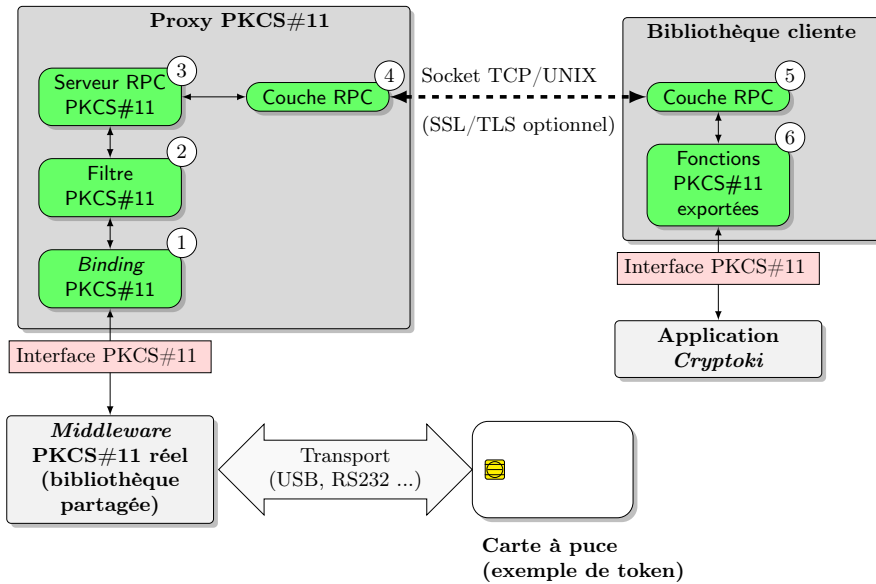 Proxy PKCS#11
3
Serveur RPC
PKCS#11
4
Couche RPC
2
Filtre
PKCS#11
1
Binding
PKCS#11
Interface PKCS#11
Middleware
PKCS#11 réel
(bibliothèque
partagée)
Transport
(USB, RS232 ...)
Carte à puce
(exemple de token)
Socket TCP/UNIX
(SSL/TLS optionnel)
Bibliothèque cliente
5
Couche RPC
6
Fonctions
PKCS#11
exportées
Interface PKCS#11
Application
Cryptoki